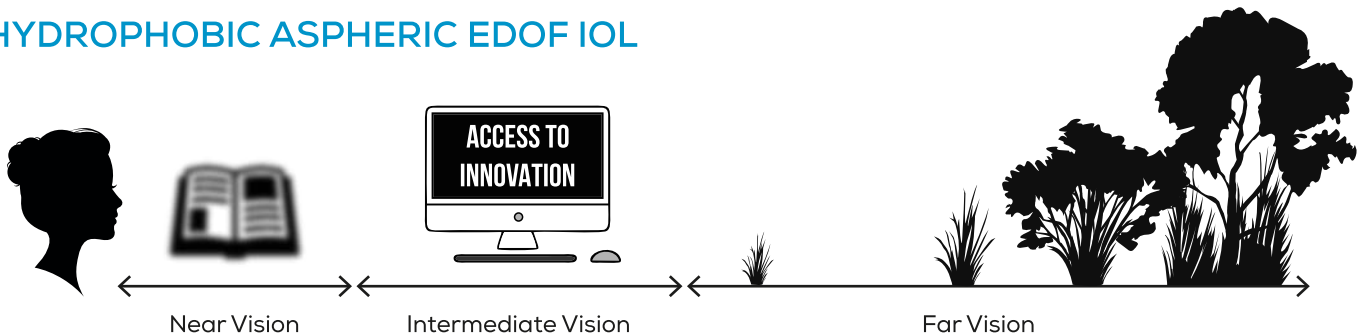 HYDROPHOBIC ASPHERIC EDOF IOL
ACCESS TO
INNOVATION
Near Vision
Intermediate Vision
Far Vision